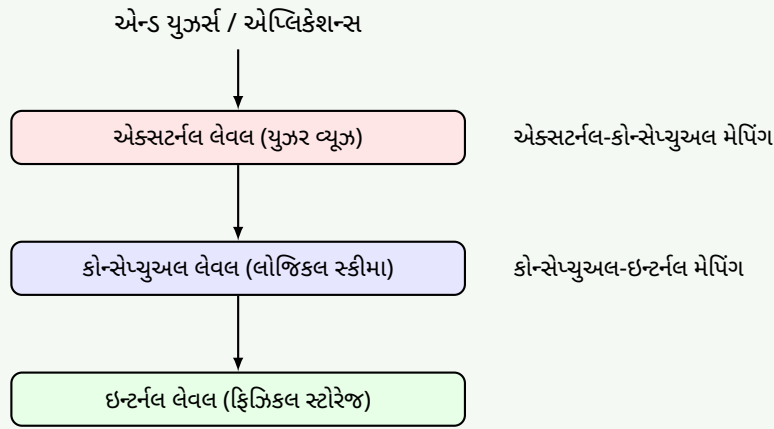 એન્ડ યુઝર્સ / એપ્લિકેશન્સ
એક્સટર્નલ લેવલ (યુઝર વ્યૂઝ)
એક્સટર્નલ-કોન્સેપ્ચુઅલ મેપિંગ
કોન્સેપ્ચુઅલ લેવલ (લોજિકલ સ્કીમા)
કોન્સેપ્ચુઅલ-ઇન્ટર્નલ મેપિંગ
ઇન્ટર્નલ લેવલ (ફિઝિકલ સ્ટોરેજ)